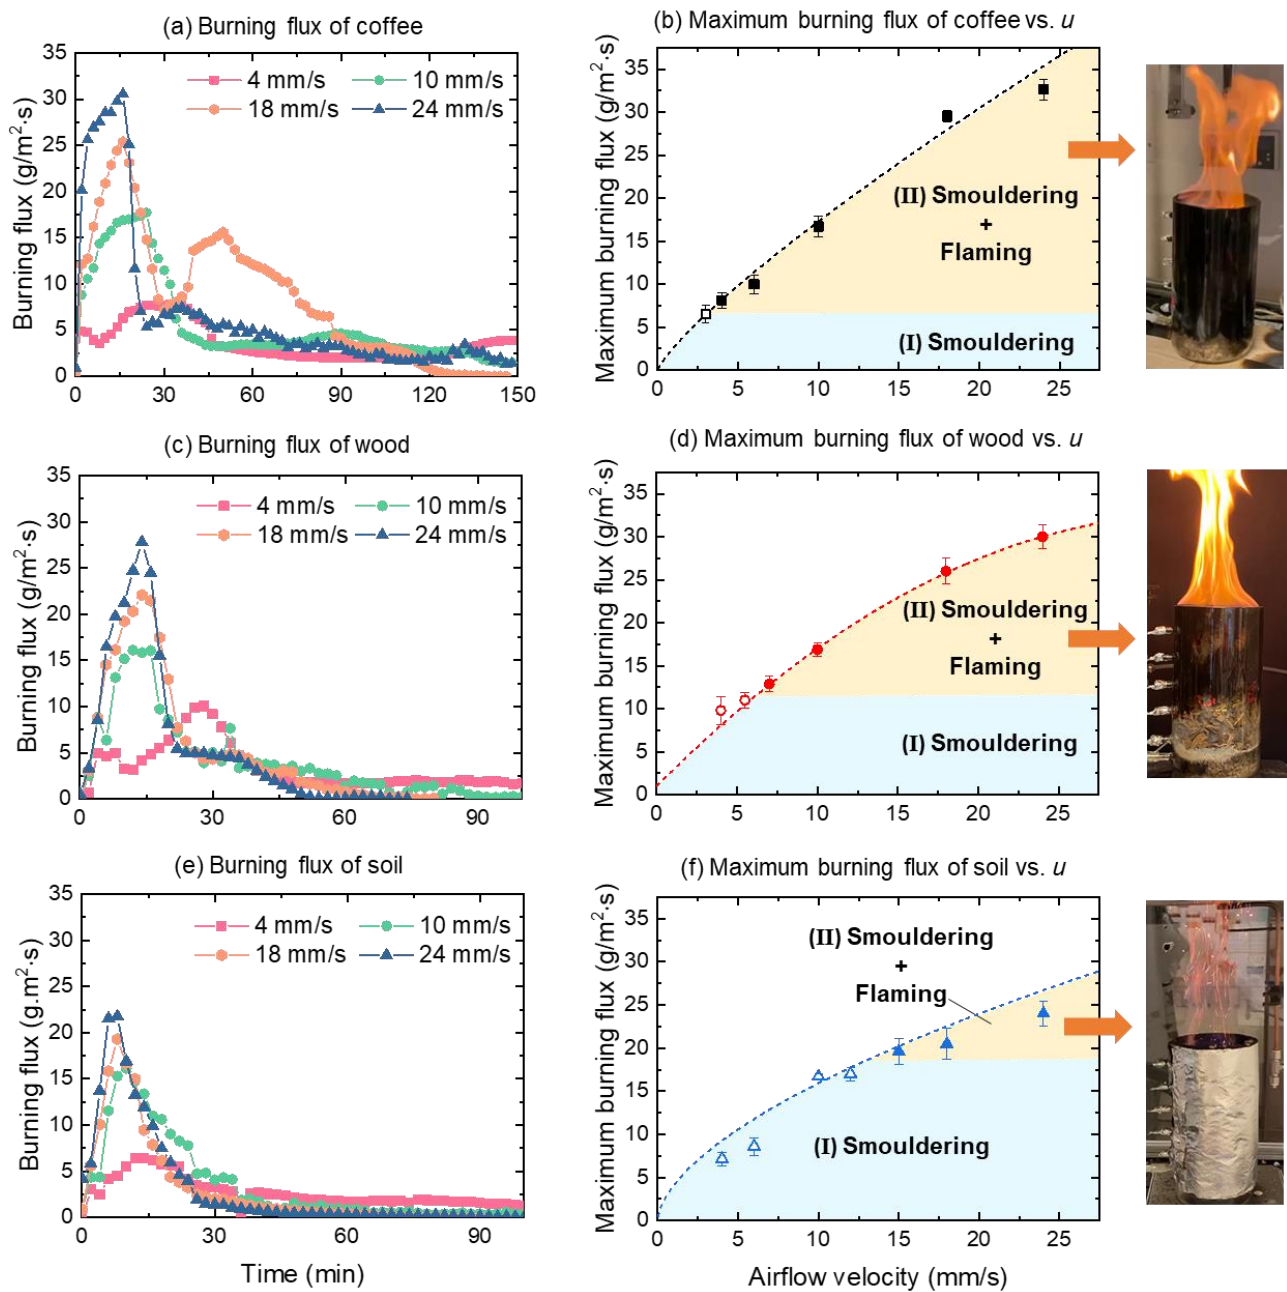 (a) Burning flux of coffee
Burning flux (g/m²·s)
35
30
25
20
15
10
5
0
4 mm/s
10 mm/s
18 mm/s
24 mm/s
0 30 60 90 120 150
(b) Maximum burning flux of coffee vs. u
Maximum burning flux (g/m²·s)
35
30
25
20
15
10
5
0
(II) Smouldering
+
Flaming
(I) Smouldering
0 5 10 15 20 25
(c) Burning flux of wood
Burning flux (g/m²·s)
35
30
25
20
15
10
5
0
4 mm/s
10 mm/s
18 mm/s
24 mm/s
0 30 60 90
(d) Maximum burning flux of wood vs. u
Maximum burning flux (g/m²·s)
35
30
25
20
15
10
5
0
(II) Smouldering
+
Flaming
(I) Smouldering
0 5 10 15 20 25
(e) Burning flux of soil
Burning flux (g.m²·s)
35
30
25
20
15
10
5
0
4 mm/s
10 mm/s
18 mm/s
24 mm/s
0 30 60 90
Time (min)
(f) Maximum burning flux of soil vs. u
Maximum burning flux (g/m²·s)
35
30
25
20
15
10
5
0
(II) Smouldering
+
Flaming
(I) Smouldering
0 5 10 15 20 25
Airflow velocity (mm/s)